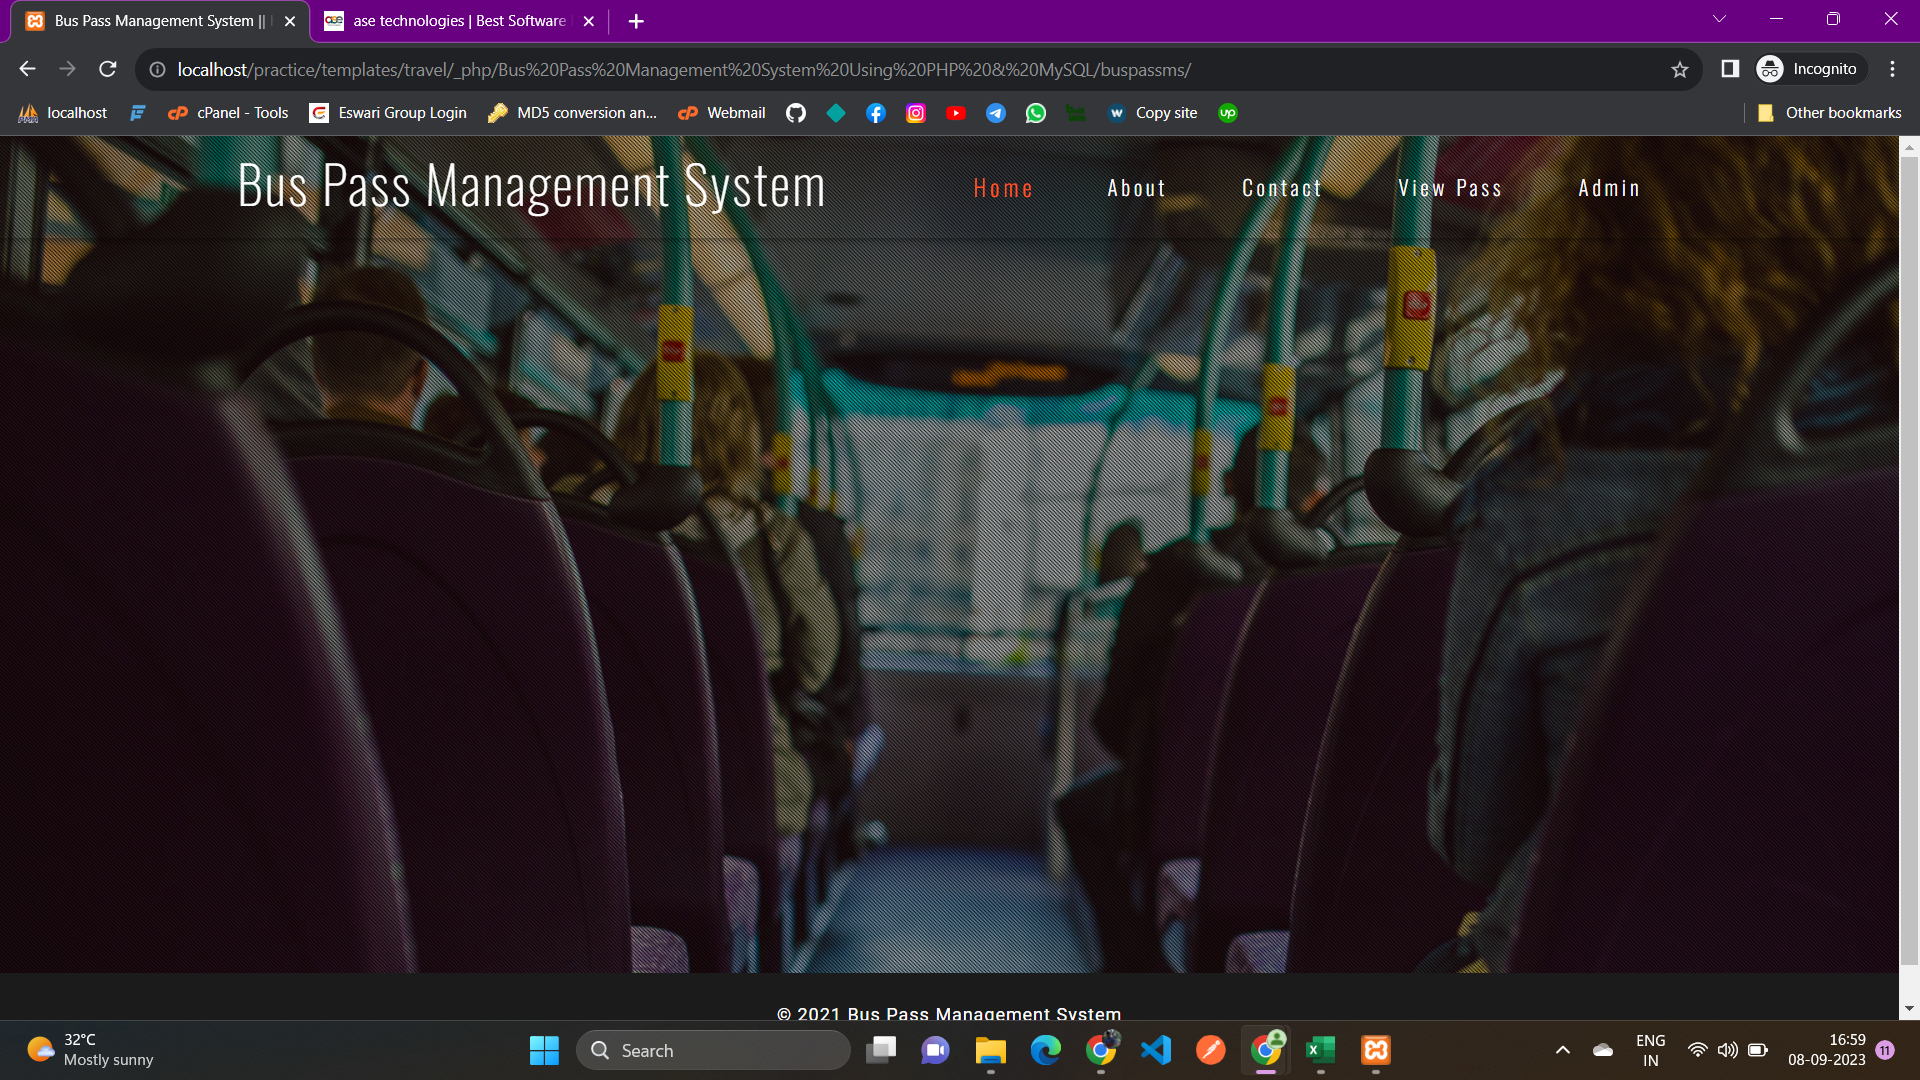 Bus Pass Management System ||
ase technologies | Best Software
localhost/practice/templates/travel/_php/Bus%20Pass%20Management%20System%20Using%20PHP%20&%20MySQL/buspassms/
Incognito
localhost
cPanel - Tools
Eswari Group Login
MD5 conversion an...
Webmail
Copy site
up
Other bookmarks
Bus Pass Management System
Home
About
Contact
View Pass
Admin
© 2021 Bus Pass Management System
32°C
Mostly sunny
Search
ENG
IN
16:59
08-09-2023
11